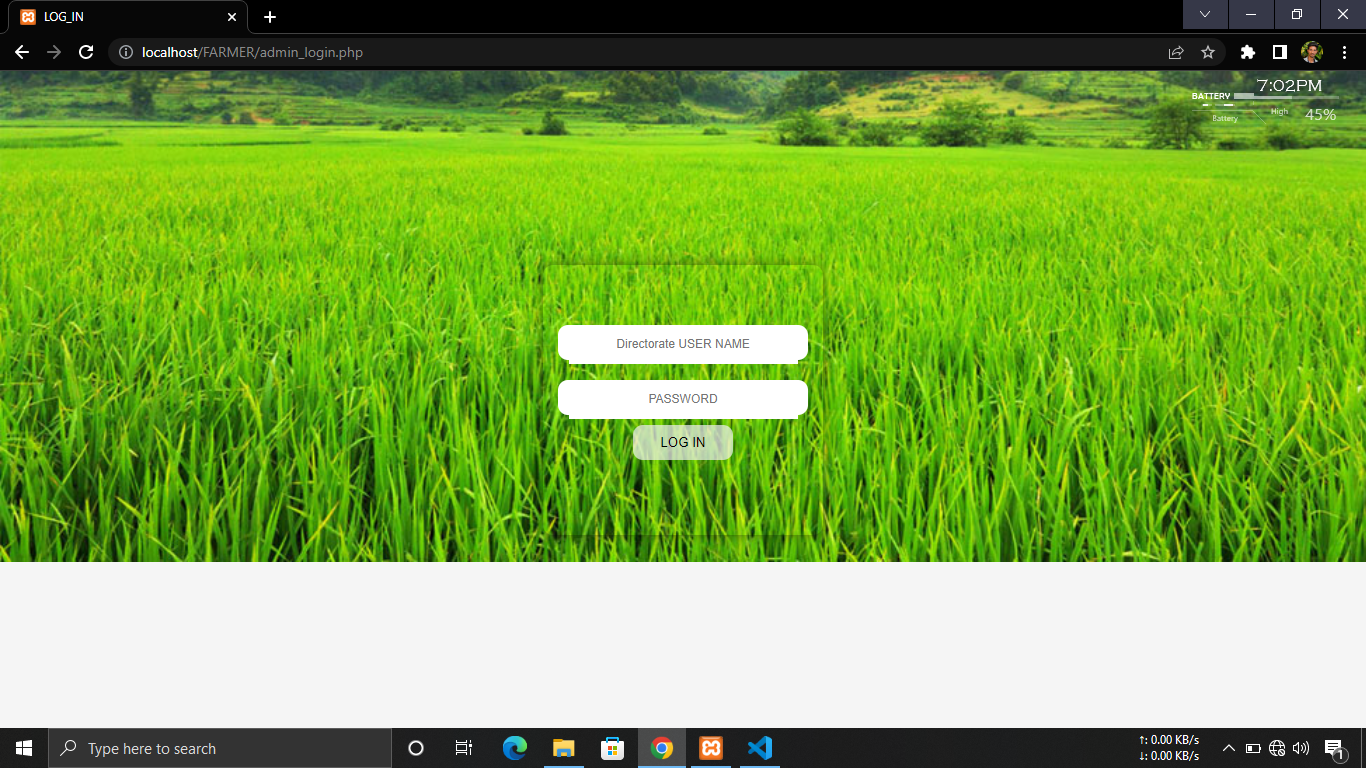 LOG_IN
localhost/FARMER/admin_login.php
7:02PM
BATTERY
High
45%
Battery
Directorate USER NAME
PASSWORD
LOG IN
Type here to search
↑: 0.00 KB/s
↓: 0.00 KB/s
1